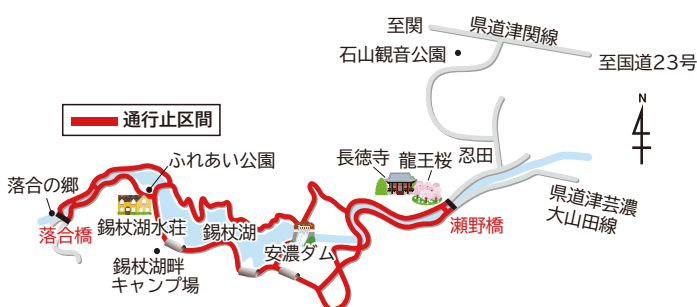 至関
県道津関線
石山観音公園
至国道23号
N
通行止区間
ふれあい公園
長徳寺
龍王桜
忍田
落合の郷
県道津芸濃
大山田線
落合橋
錫杖湖水荘
錫杖湖
瀬野橋
安濃ダム
錫杖湖畔
キャンプ場